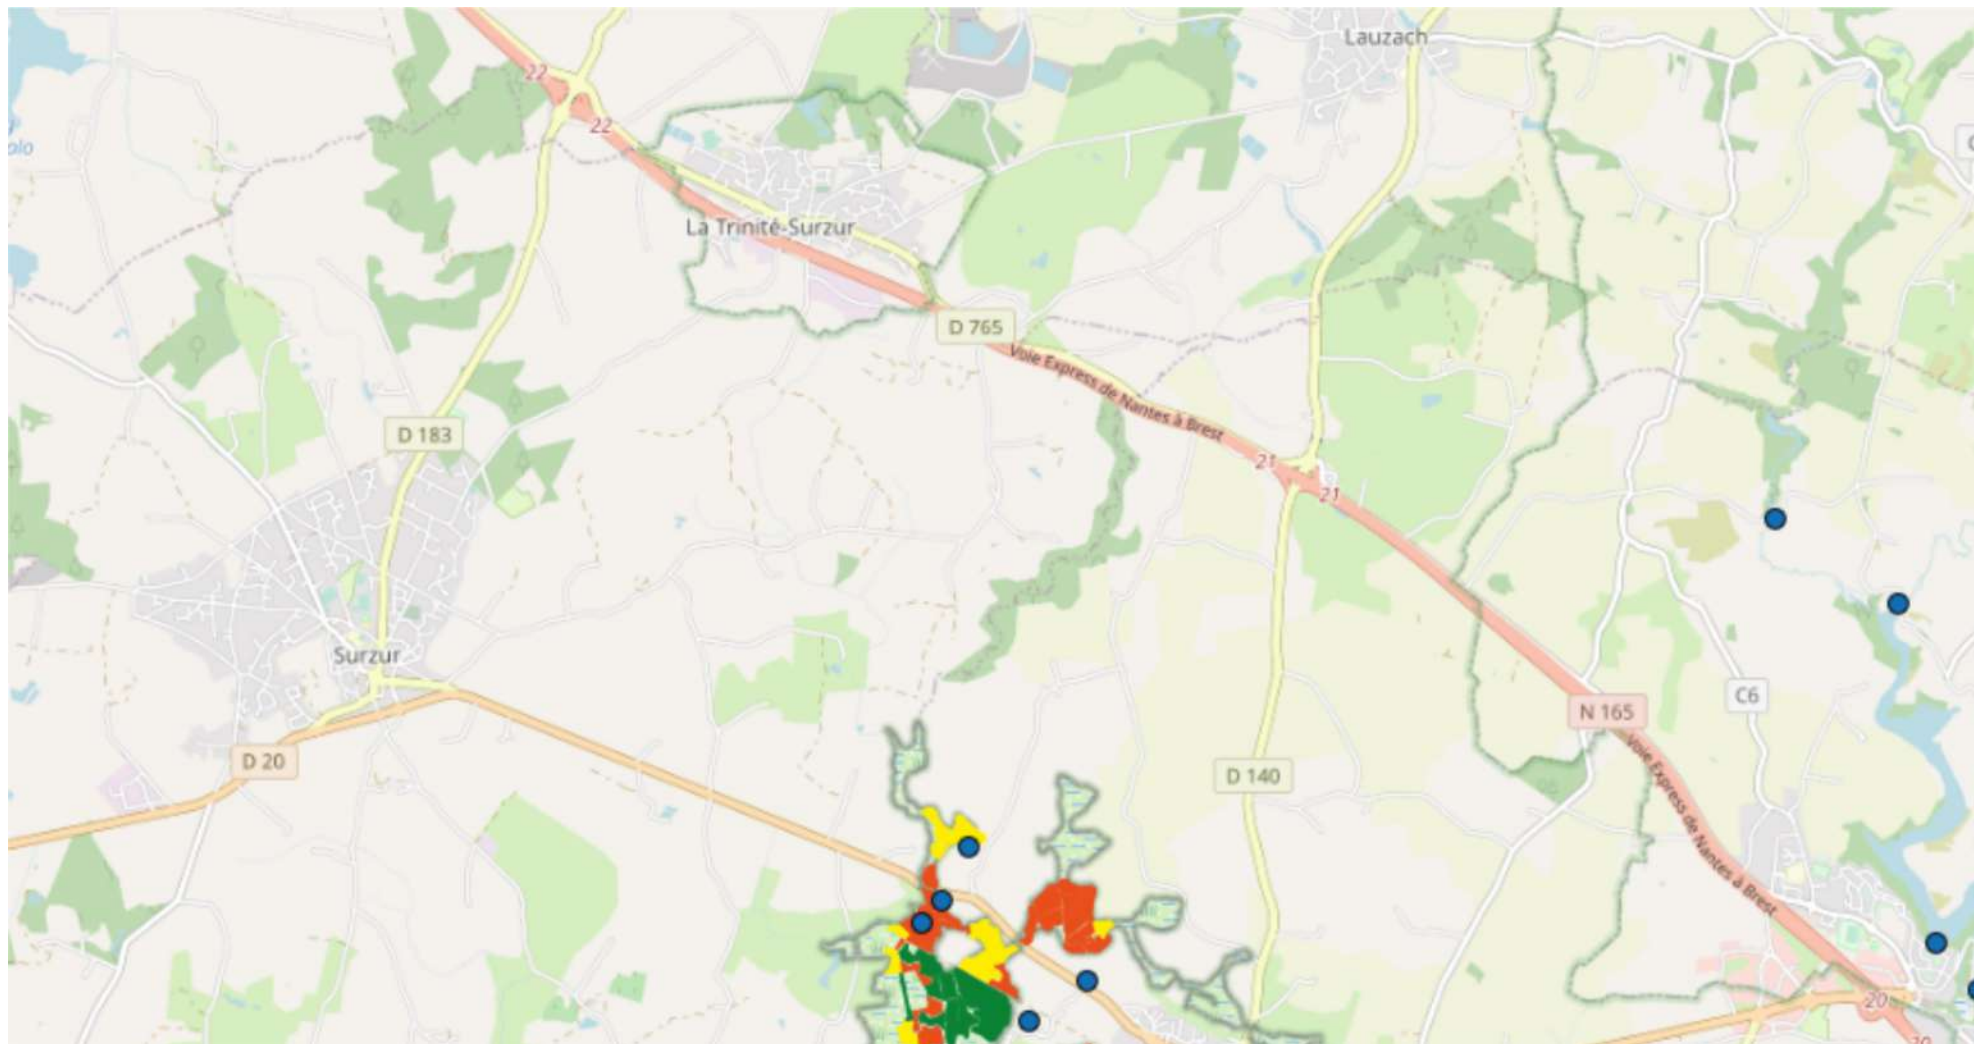 Lauzach
22
22
La Trinité-Surzur
D 765
Voie Express de Nantes à Brest
D 183
21
21
Surzur
N 165
C6
D 20
D 140
Voie Express de Nantes à Brest
20